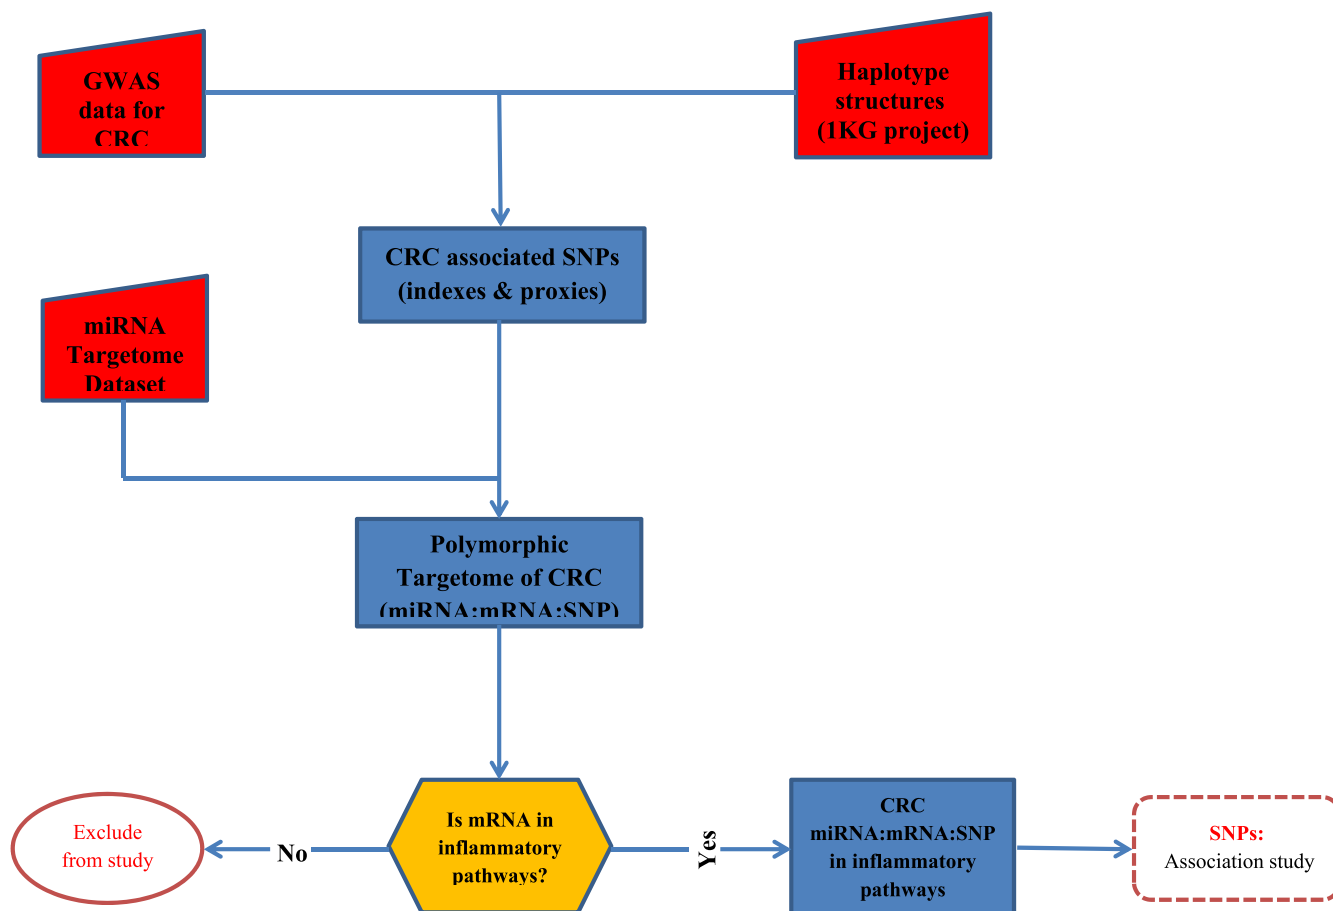 GWAS
data for
CRC
Haplotype
structures
(1KG project)
CRC associated SNPs
(indexes & proxies)
miRNA
Targetome
Dataset
Polymorphic
Targetome of CRC
(miRNA:mRNA:SNP)
Is mRNA in
inflammatory
pathways?
No
Yes
Exclude
from study
CRC
miRNA:mRNA:SNP
in inflammatory
pathways
SNPs:
Association study